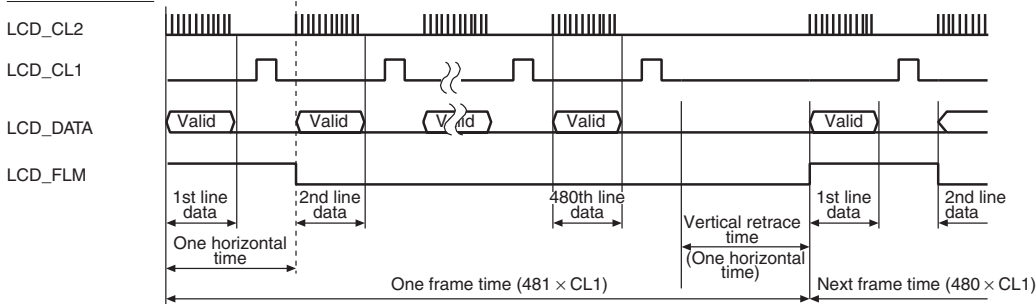 LCD_CL2
LCD_CL1
LCD_DATA
Valid
Valid
Valid
Valid
Valid
LCD_FLM
1st line
data
2nd line
data
480th line
data
1st line
data
2nd line
data
One horizontal
time
Vertical retrace
time
(One horizontal
time)
One frame time (481 × CL1)
Next frame time (480 × CL1)